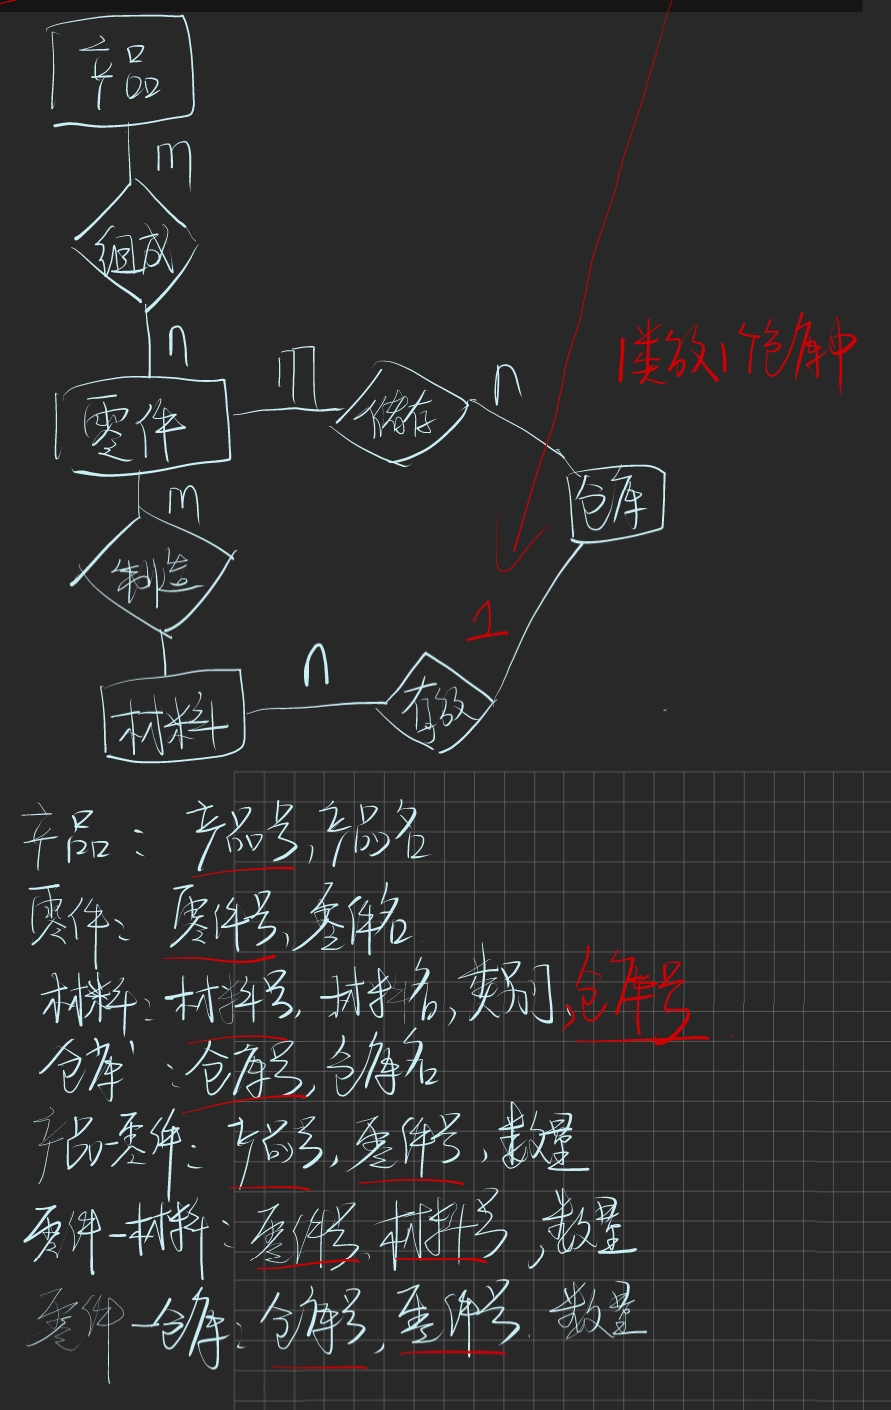 产品
m
组成
n
零件
m
储存
n
1类放1个仓库中
仓库
m
制造
1
材料
n
存放
产品：产品号，产品名
零件：零件号，零件名
材料：材料号，材料名，类别，仓库号
仓库：仓库号，仓库名
产品-零件：产品号，零件号，数量
零件-材料：零件号，材料号，数量
零件-仓库：仓库号，零件号，数量